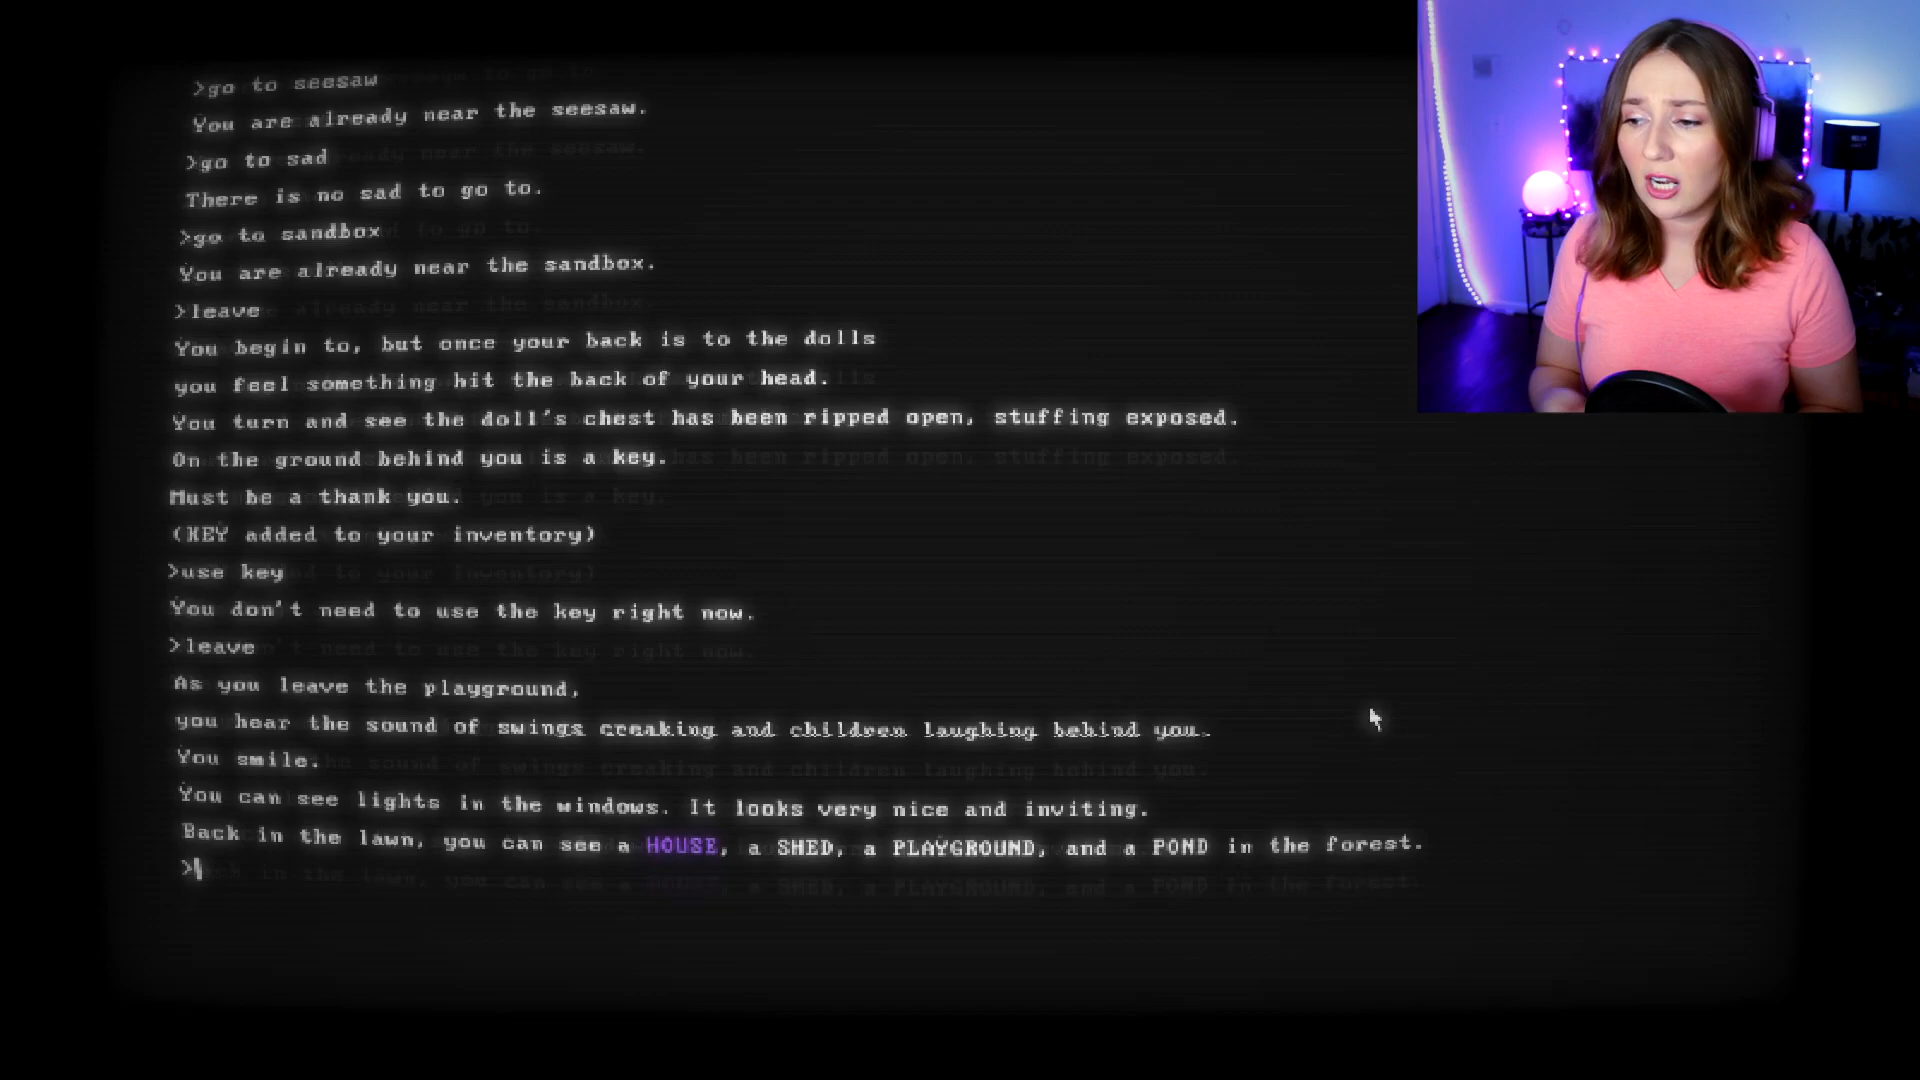 >go to seesaw
You are already near the seesaw.
>go to sad
There is no sad to go to.
>go to sandbox
You are already near the sandbox.
>leave
You begin to, but once your back is to the dolls
you feel something hit the back of your head.
You turn and see the doll's chest has been ripped open, stuffing exposed.
On the ground behind you is a key.
Must be a thank you.
(KEY added to your inventory)
>use key
You don't need to use the key right now.
>leave
As you leave the playground,
you hear the sound of swings creaking and children laughing behind you.
You smile.
You can see lights in the windows. It looks very nice and inviting.
Back in the lawn, you can see a HOUSE, a SHED, a PLAYGROUND, and a POND in the forest.
>